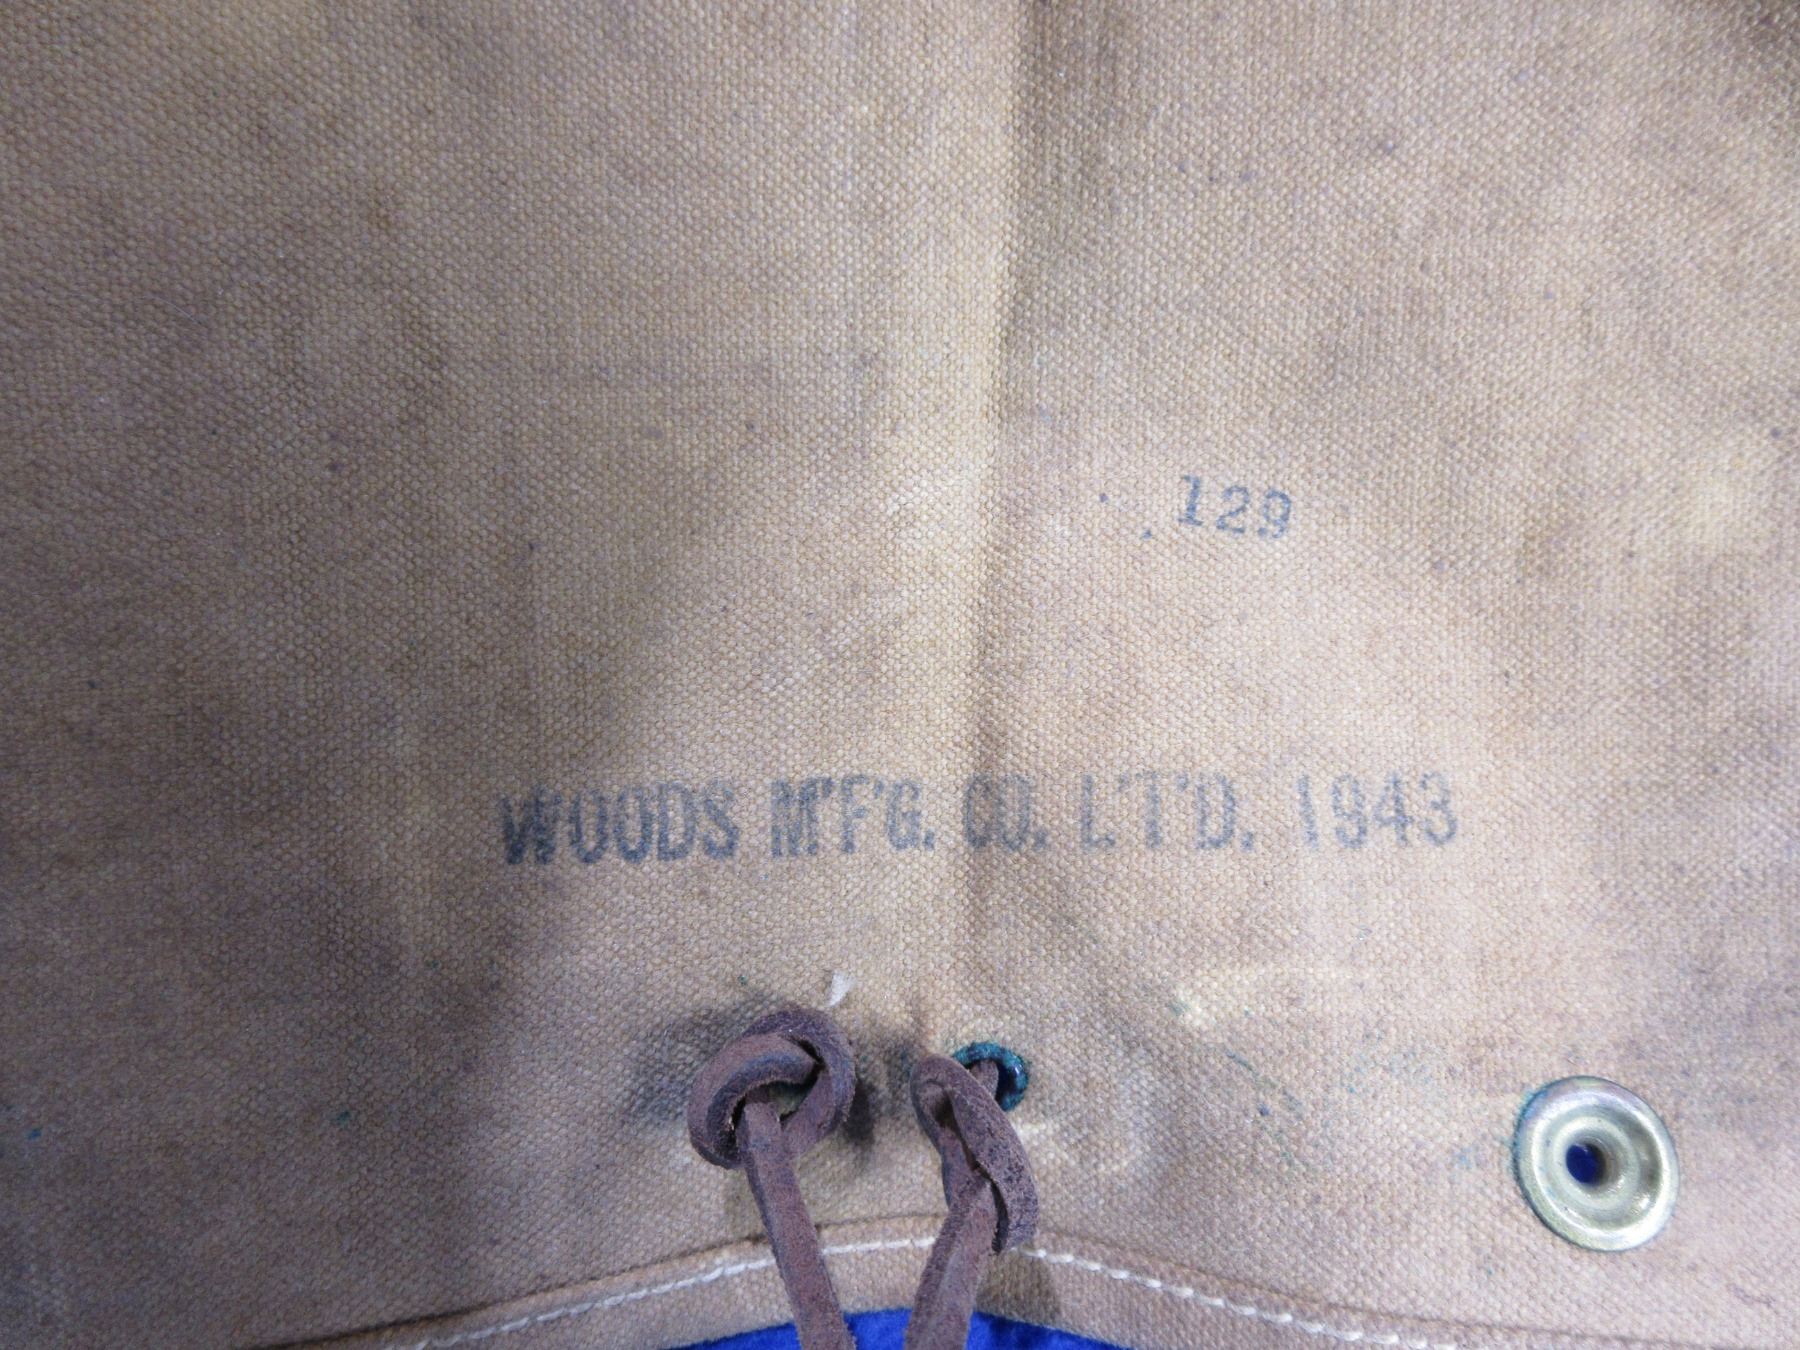 129
WOODS M'F'G. CO. L'T'D. 1943